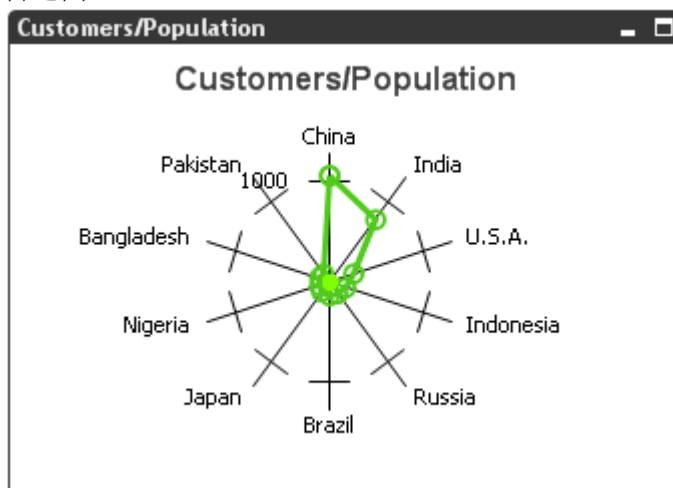 Customers/Population
Customers/Population
China
Pakistan
1000
India
Bangladesh
U.S.A.
Nigeria
Indonesia
Japan
Russia
Brazil